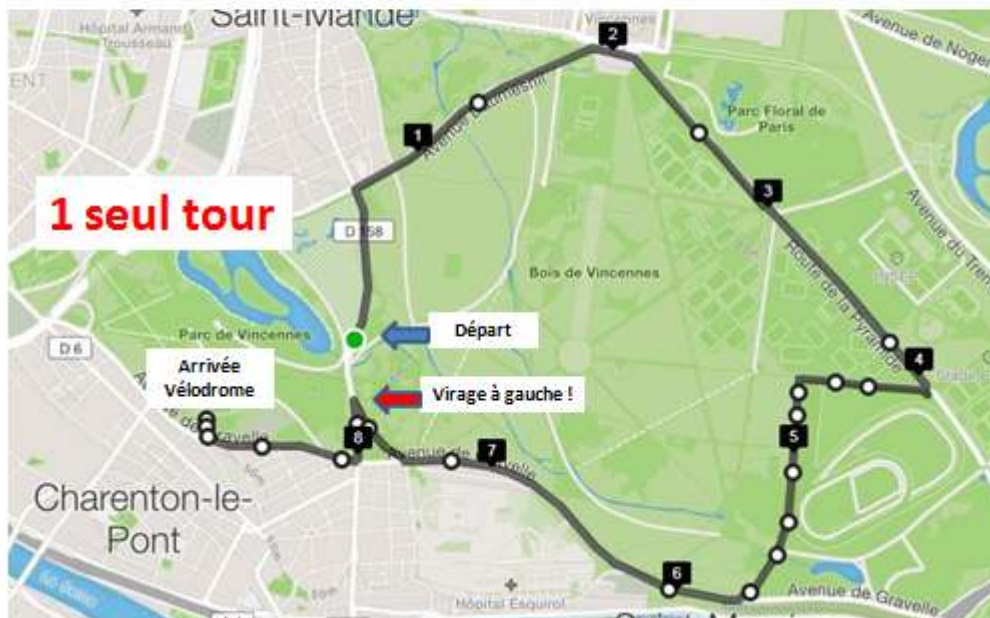 Saint-Mandé
Vincennes
Hôpital Armand
Trousseau
Avenue de Nogent
2
1
Avenue Daumesnil
Parc Floral de
Paris
1 seul tour
3
D 158
Avenue du Trem
Bois de Vincennes
INSEP
Route de la Pyramide
Parc de Vincennes
Départ
D 6
Arrivée
Vélodrome
4
Virage à gauche !
Gravelle
8
Avenue de Gravelle
7
5
Charenton-le-
Pont
6
Hôpital Esquirol
Avenue de Gravelle